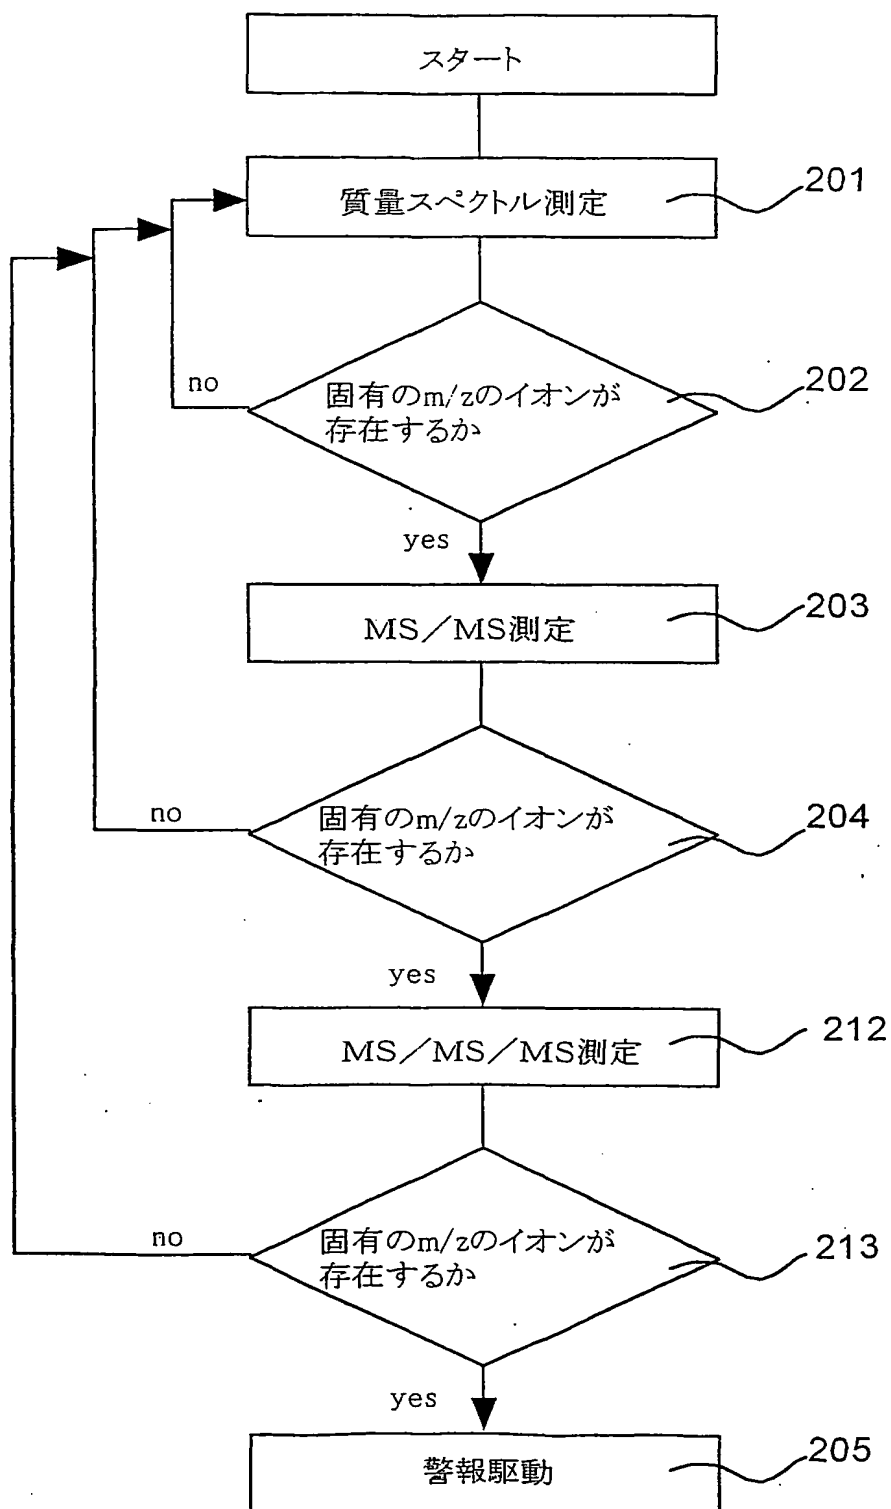 スタート
質量スペクトル測定
201
固有のm/zのイオンが
存在するか
202
no
yes
MS／MS測定
203
固有のm/zのイオンが
存在するか
204
no
yes
MS／MS／MS測定
212
固有のm/zのイオンが
存在するか
213
no
yes
警報駆動
205